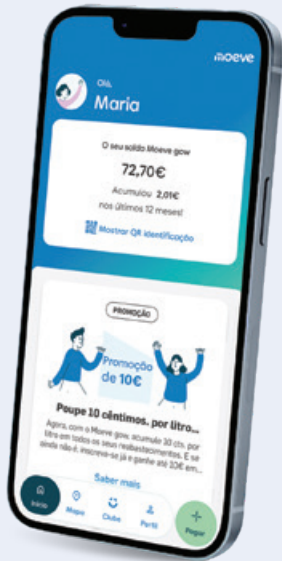 moeve
Olá,
Maria
O seu saldo Moeve gow
72,70€
Acumulou 2,01€
nos últimos 12 meses!
Mostrar QR identificação
PROMOÇÃO
Promoção
de 10€
Poupe 10 cêntimos. por litro...
Agora, com o Moeve gow, acumule 10 cts. por
litro em todos os seus reabastecimentos. E se
ainda não é, inscreva-se já e ganhe até 10€ em...
Saber mais
Início
Mapa
Clube
Perfil
Pagar